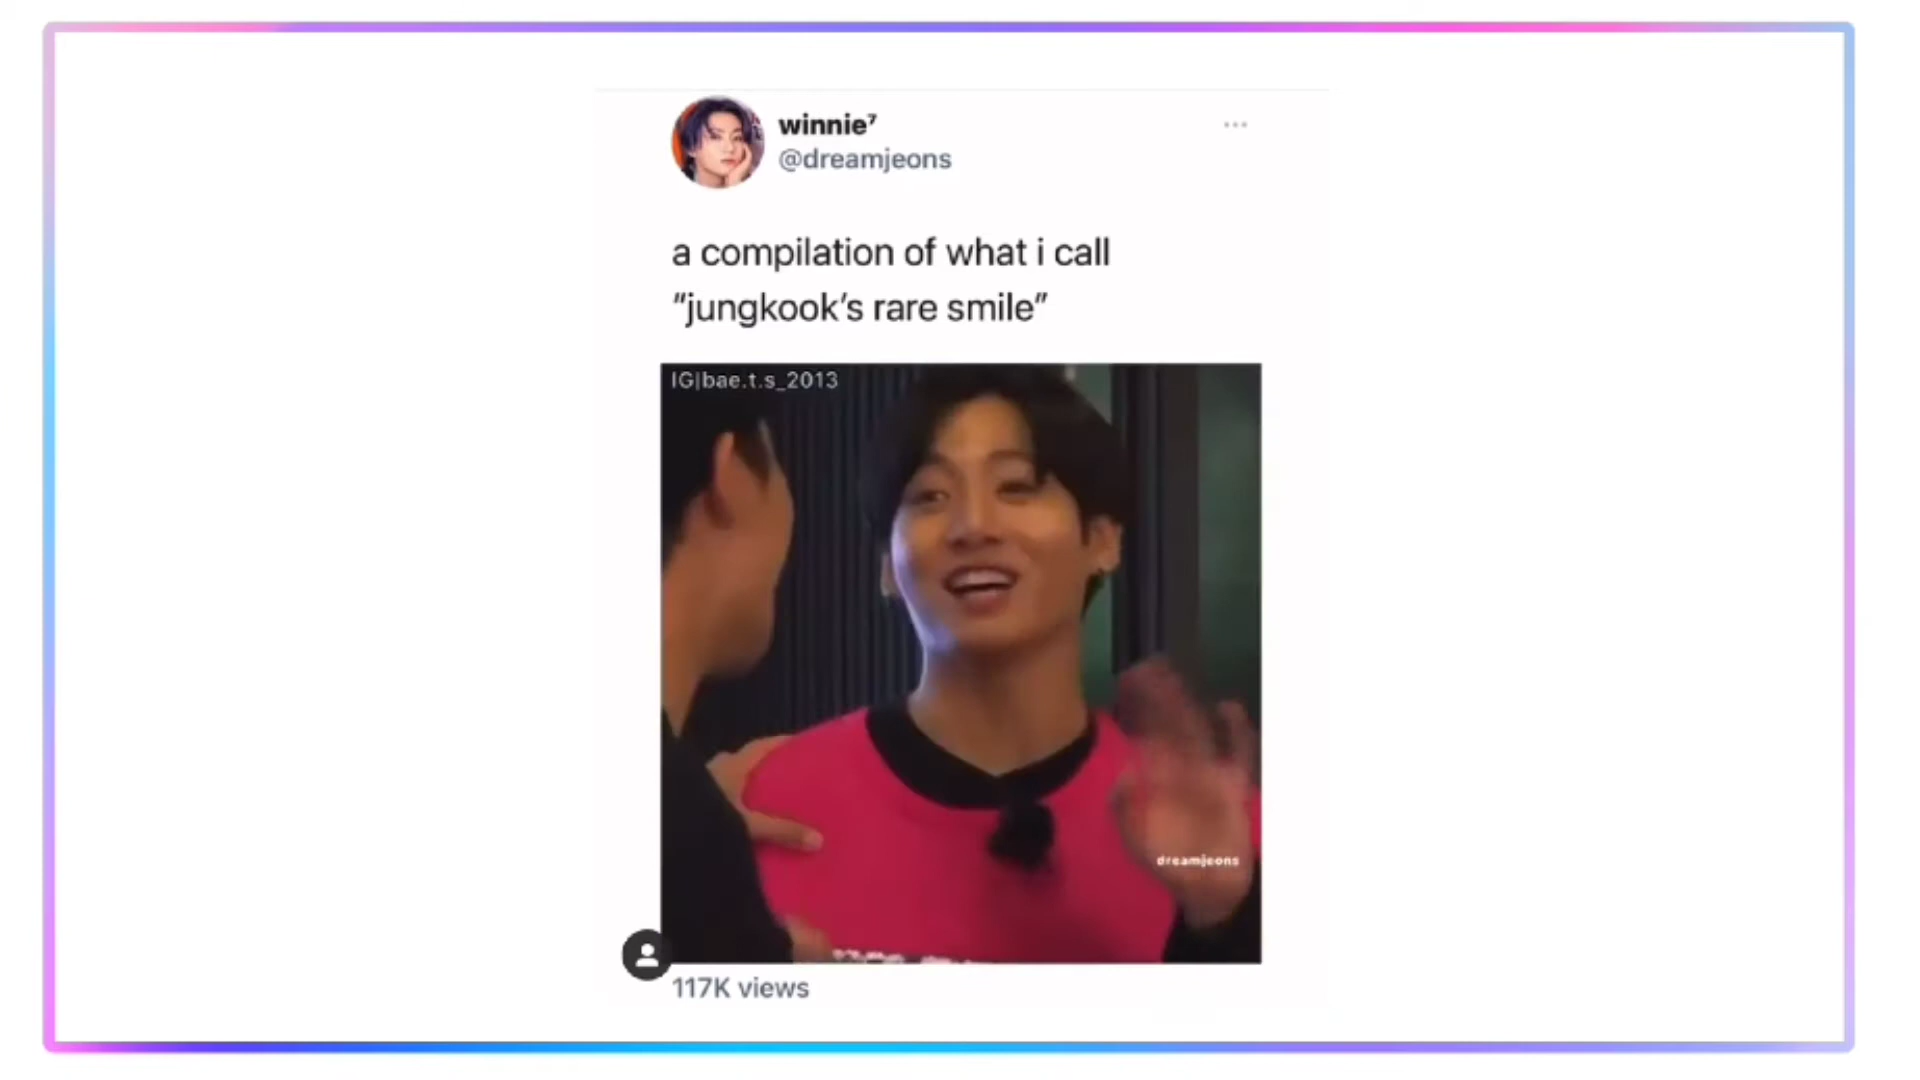 winnie⁷
@dreamjeons
a compilation of what i call
“jungkook’s rare smile”
IG|bae.t.s_2013
dreamjeons
117K views